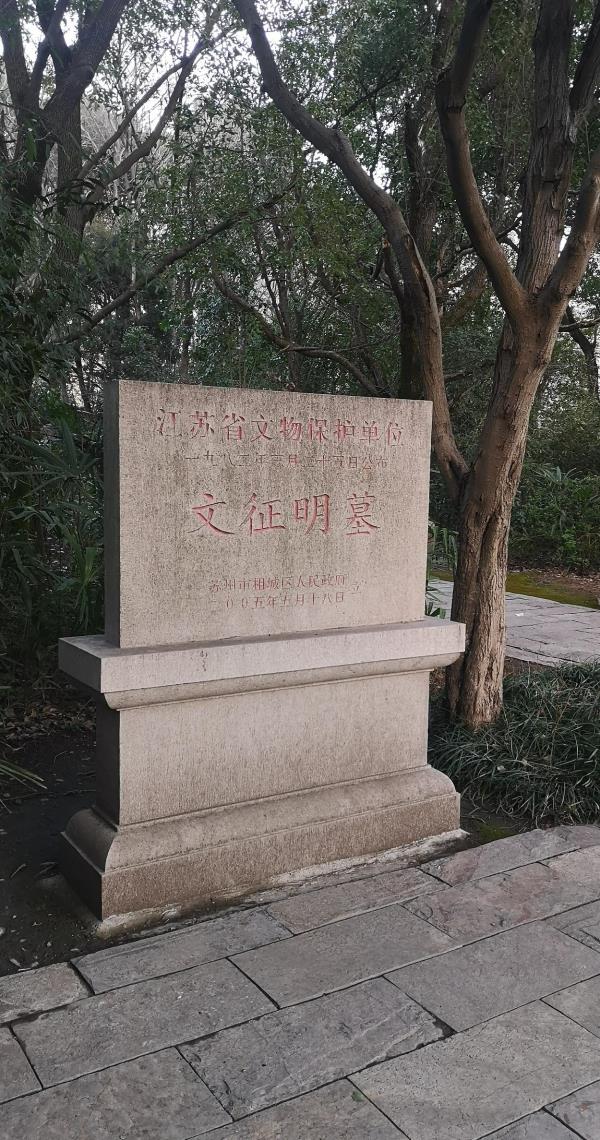 江苏省文物保护单位
一九八二年三月二十五日公布
文征明墓
苏州市相城区人民政府 立
二00五年五月十八日